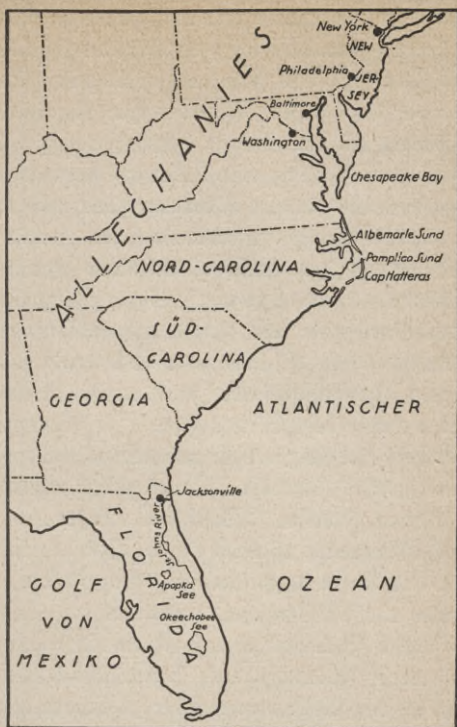 New York
NEW
JER-
SEY
Philadelphia
Baltimore
Washington
ALLEGHANIES
Chesapeake Bay
Albemarle Sund
Pamplico Sund
Cap Hatteras
NORD-CAROLINA
SÜD-
CAROLINA
GEORGIA
ATLANTISCHER
OZEAN
Jacksonville
St Johns River
FLORIDA
Apopka
See
Okeechobee
See
GOLF
VON
MEXIKO